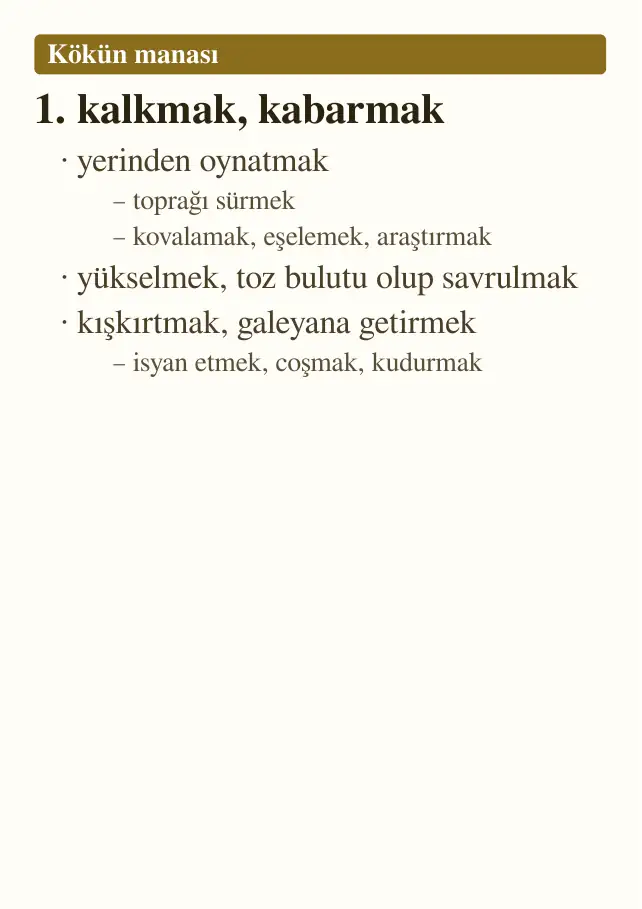 Kökün manası
1. kalkmak, kabarmak
· yerinden oynatmak
– toprağı sürmek
– kovalamak, eşelemek, araştırmak
· yükselmek, toz bulutu olup savrulmak
· kışkırtmak, galeyana getirmek
– isyan etmek, coşmak, kudurmak